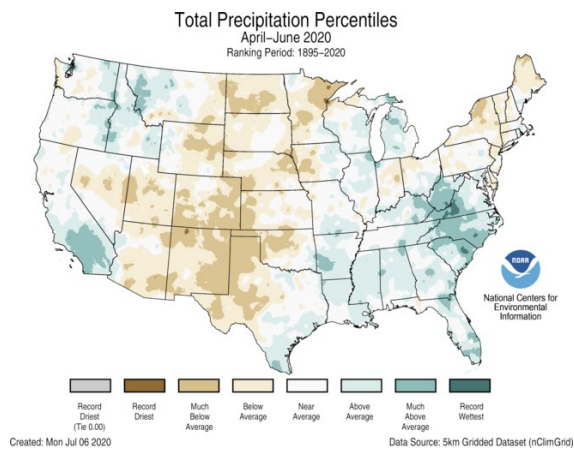 Total Precipitation Percentiles
April–June 2020
Ranking Period: 1895–2020
NOAA
National Centers for
Environmental
Information
Record
Driest
(Tie 0.00)
Record
Driest
Much
Below
Average
Below
Average
Near
Average
Above
Average
Much
Above
Average
Record
Wettest
Created: Mon Jul 06 2020
Data Source: 5km Gridded Dataset (nClimGrid)